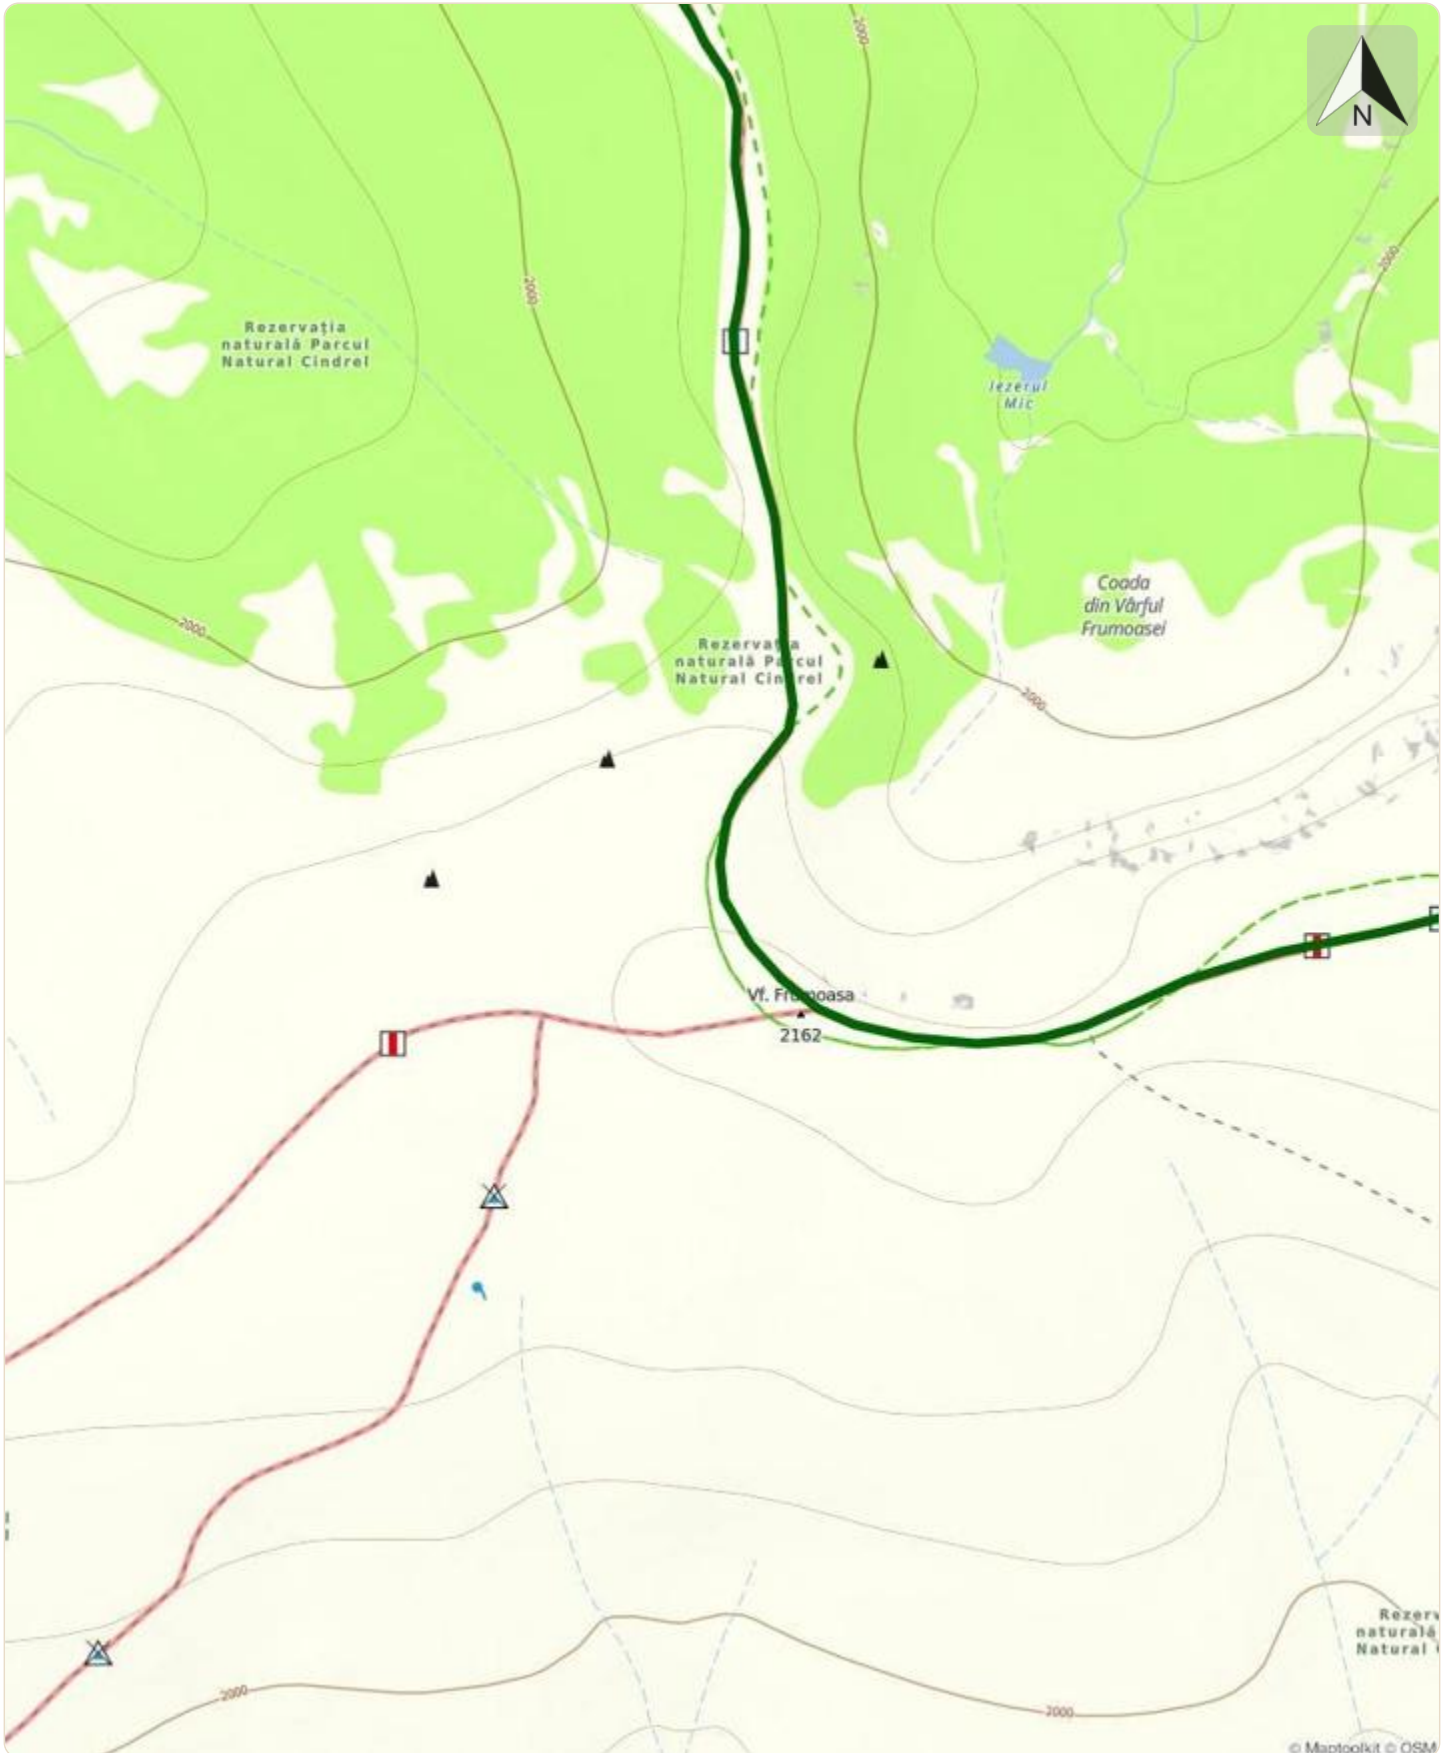 2000
N
2000
2000
Rezervația
naturală Parcul
Natural Cindrel
Iezerul
Mic
Coada
din Vârful
Frumoasei
2000
Rezervația
naturală Parcul
Natural Cindrel
2000
Vf. Frumoasa
2162
Rezerv
naturală
Natural
2000
2000
© Maptoolkit © OSM